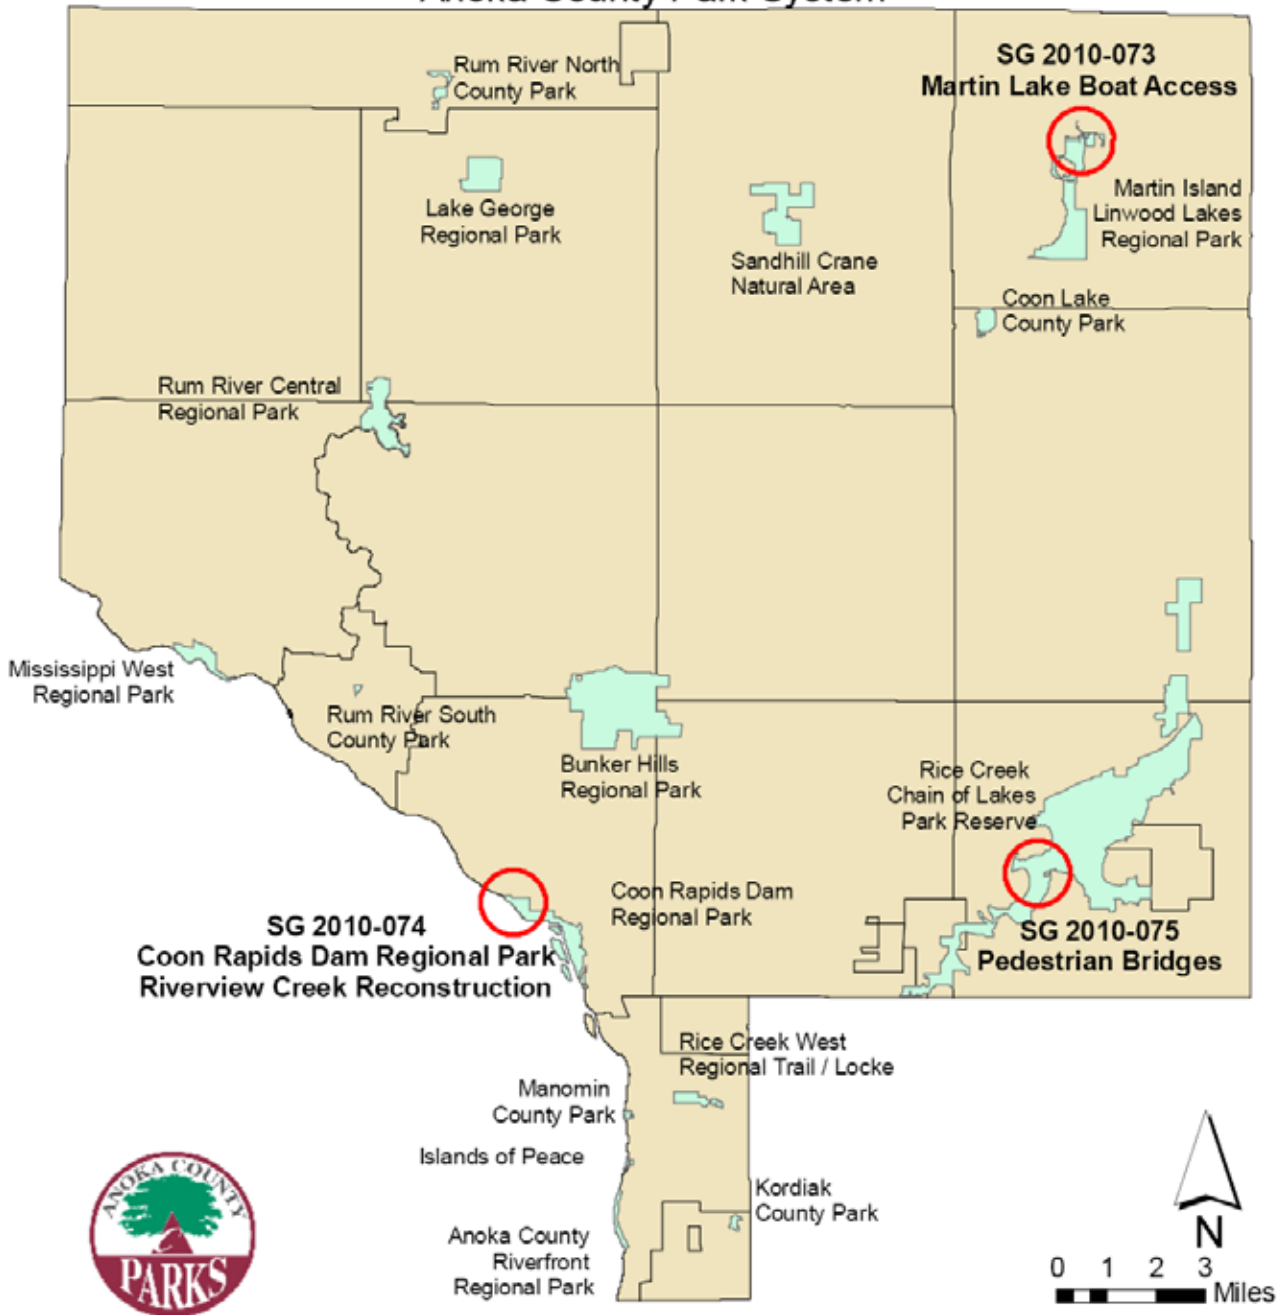 Anoka County Park System
Rum River North
County Park
SG 2010-073
Martin Lake Boat Access
Lake George
Regional Park
Martin Island
Linwood Lakes
Regional Park
Sandhill Crane
Natural Area
Coon Lake
County Park
Rum River Central
Regional Park
Mississippi West
Regional Park
Rum River South
County Park
Bunker Hills
Regional Park
Rice Creek
Chain of Lakes
Park Reserve
Coon Rapids Dam
Regional Park
SG 2010-074
Coon Rapids Dam Regional Park
Riverview Creek Reconstruction
SG 2010-075
Pedestrian Bridges
Rice Creek West
Regional Trail / Locke
Manomin
County Park
Islands of Peace
Kordiak
County Park
Anoka County
Riverfront
Regional Park
ANOKA COUNTY
PARKS
N
0 1 2 3
Miles